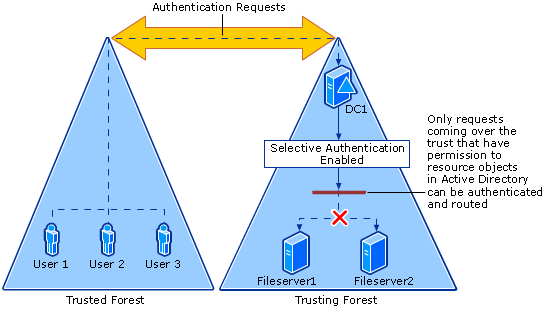 Authentication Requests
DC1
Selective Authentication
Enabled
Only requests
coming over the
trust that have
permission to
resource objects
in Active Directory
can be authenticated
and routed
User 1
User 2
User 3
Fileserver1
Fileserver2
Trusted Forest
Trusting Forest